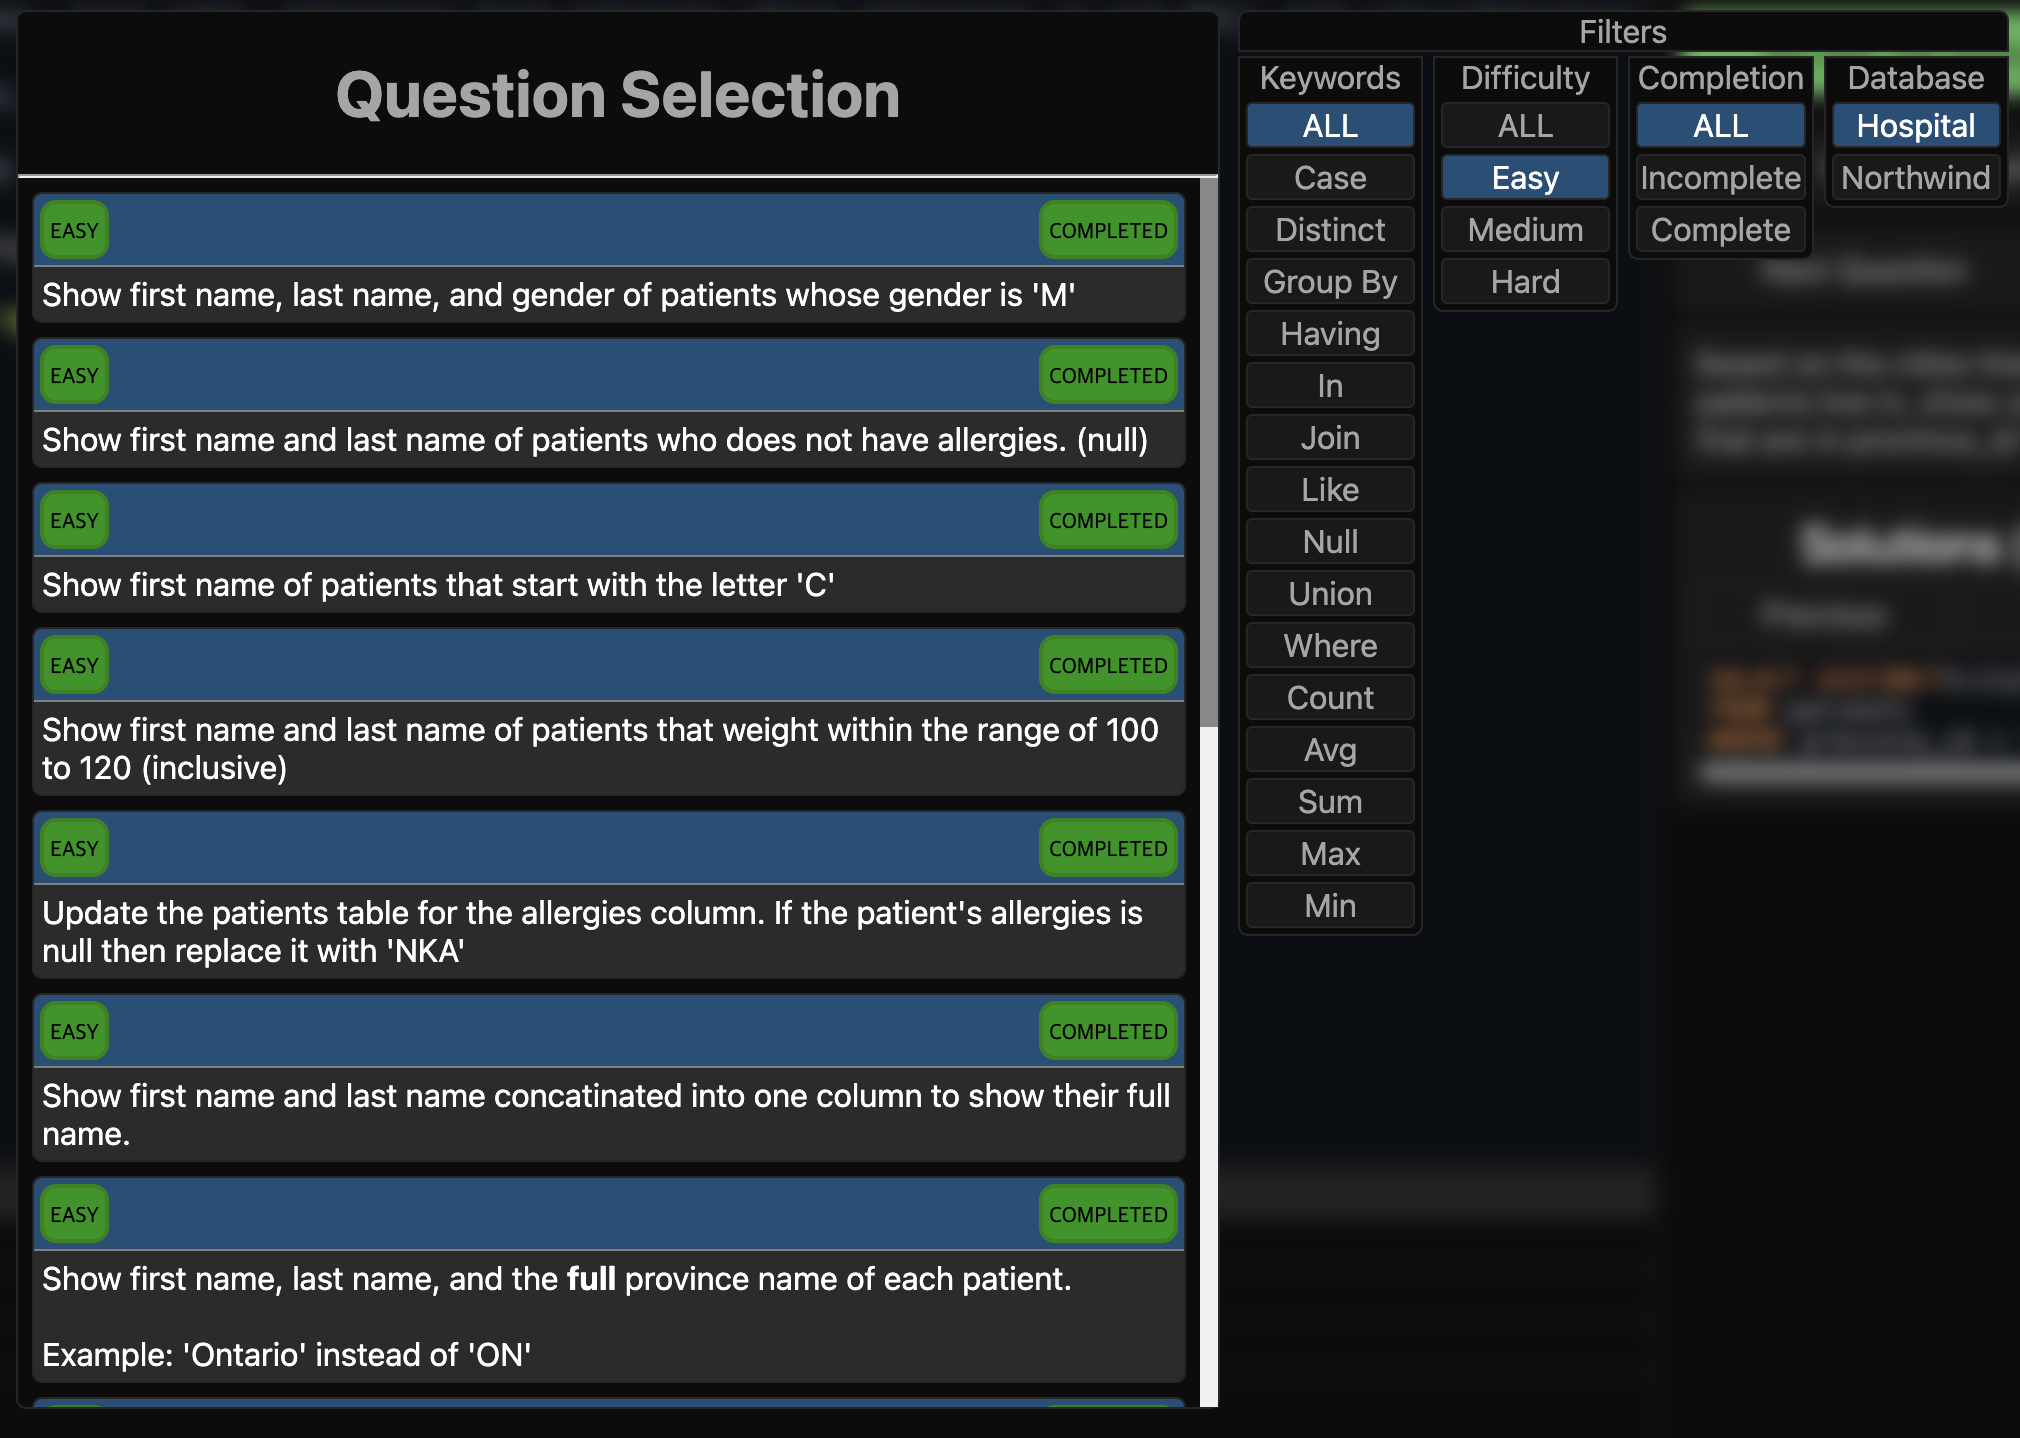 Question Selection
EASY
COMPLETED
Show first name, last name, and gender of patients whose gender is 'M'
EASY
COMPLETED
Show first name and last name of patients who does not have allergies. (null)
EASY
COMPLETED
Show first name of patients that start with the letter 'C'
EASY
COMPLETED
Show first name and last name of patients that weight within the range of 100
to 120 (inclusive)
EASY
COMPLETED
Update the patients table for the allergies column. If the patient's allergies is
null then replace it with 'NKA'
EASY
COMPLETED
Show first name and last name concatinated into one column to show their full
name.
EASY
COMPLETED
Show first name, last name, and the full province name of each patient.
Example: 'Ontario' instead of 'ON'
Filters
Keywords
ALL
Case
Distinct
Group By
Having
In
Join
Like
Null
Union
Where
Count
Avg
Sum
Max
Min
Difficulty
ALL
Easy
Medium
Hard
Completion
ALL
Incomplete
Complete
Database
Hospital
Northwind
Solutions
Previous